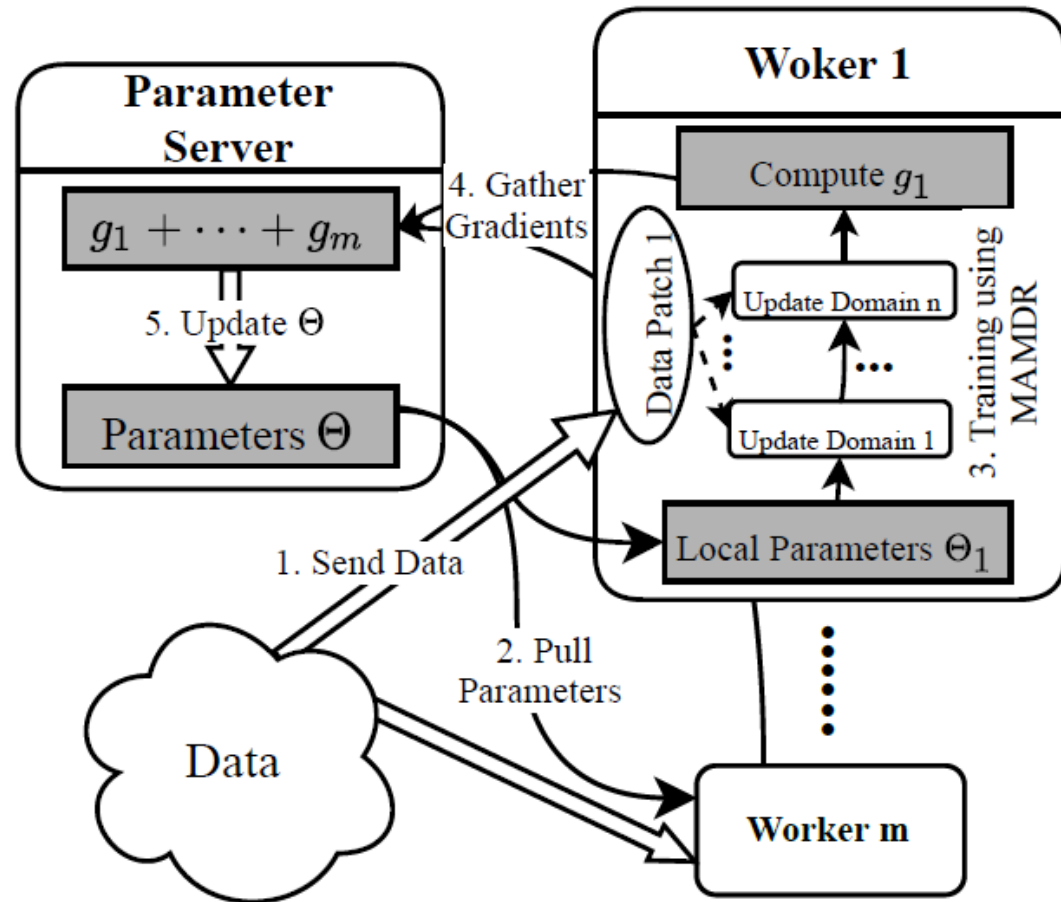 Parameter
Server
g₁ + ⋯ + gₘ
5. Update Θ
Parameters Θ
4. Gather
Gradients
Woker 1
Compute g₁
Data Patch 1
Update Domain n
...
...
Update Domain 1
3. Training using
MAMDR
Local Parameters Θ₁
1. Send Data
2. Pull
Parameters
Data
Worker m